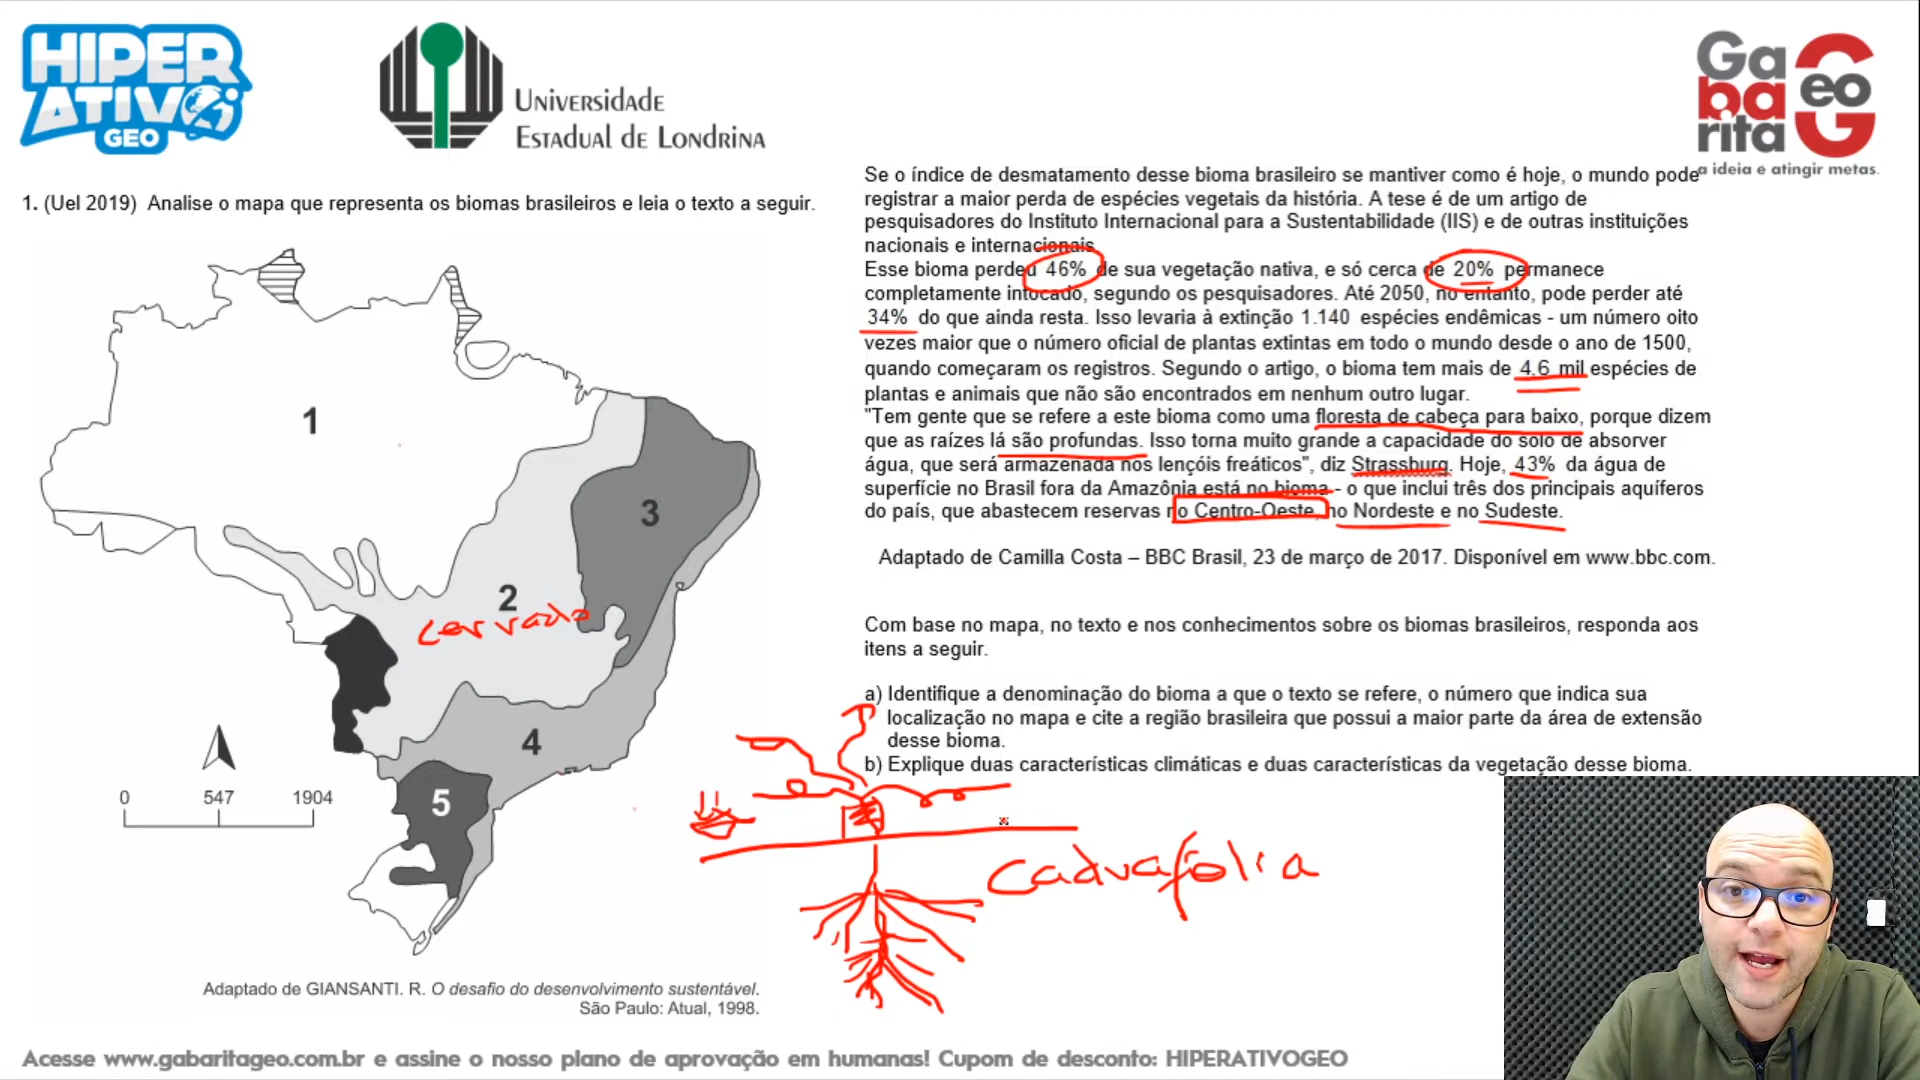 HIPER
ATIVO
GEO
UNIVERSIDADE
ESTADUAL DE LONDRINA
Ga
ba
rita
Geo
a ideia é atingir metas.
1. (Uel 2019) Analise o mapa que representa os biomas brasileiros e leia o texto a seguir.
1
2
cerrado
3
4
5
0 547 1904
Adaptado de GIANSANTI. R. O desafio do desenvolvimento sustentável.
São Paulo: Atual, 1998.
Se o índice de desmatamento desse bioma brasileiro se mantiver como é hoje, o mundo pode
registrar a maior perda de espécies vegetais da história. A tese é de um artigo de
pesquisadores do Instituto Internacional para a Sustentabilidade (IIS) e de outras instituições
nacionais e internacionais.
Esse bioma perdeu 46% de sua vegetação nativa, e só cerca de 20% permanece
completamente intocado, segundo os pesquisadores. Até 2050, no entanto, pode perder até
34% do que ainda resta. Isso levaria à extinção 1.140 espécies endêmicas - um número oito
vezes maior que o número oficial de plantas extintas em todo o mundo desde o ano de 1500,
quando começaram os registros. Segundo o artigo, o bioma tem mais de 4,6 mil espécies de
plantas e animais que não são encontrados em nenhum outro lugar.
"Tem gente que se refere a este bioma como uma floresta de cabeça para baixo, porque dizem
que as raízes lá são profundas. Isso torna muito grande a capacidade do solo de absorver
água, que será armazenada nos lençóis freáticos", diz Strassburg. Hoje, 43% da água de
superfície no Brasil fora da Amazônia está no bioma - o que inclui três dos principais aquíferos
do país, que abastecem reservas no Centro-Oeste, no Nordeste e no Sudeste.
Adaptado de Camilla Costa – BBC Brasil, 23 de março de 2017. Disponível em www.bbc.com.
Com base no mapa, no texto e nos conhecimentos sobre os biomas brasileiros, responda aos
itens a seguir.
a) Identifique a denominação do bioma a que o texto se refere, o número que indica sua
localização no mapa e cite a região brasileira que possui a maior parte da área de extensão
desse bioma.
b) Explique duas características climáticas e duas características da vegetação desse bioma.
caducifólia
Acesse www.gabaritageo.com.br e assine o nosso plano de aprovação em humanas! Cupom de desconto: HIPERATIVOGEO